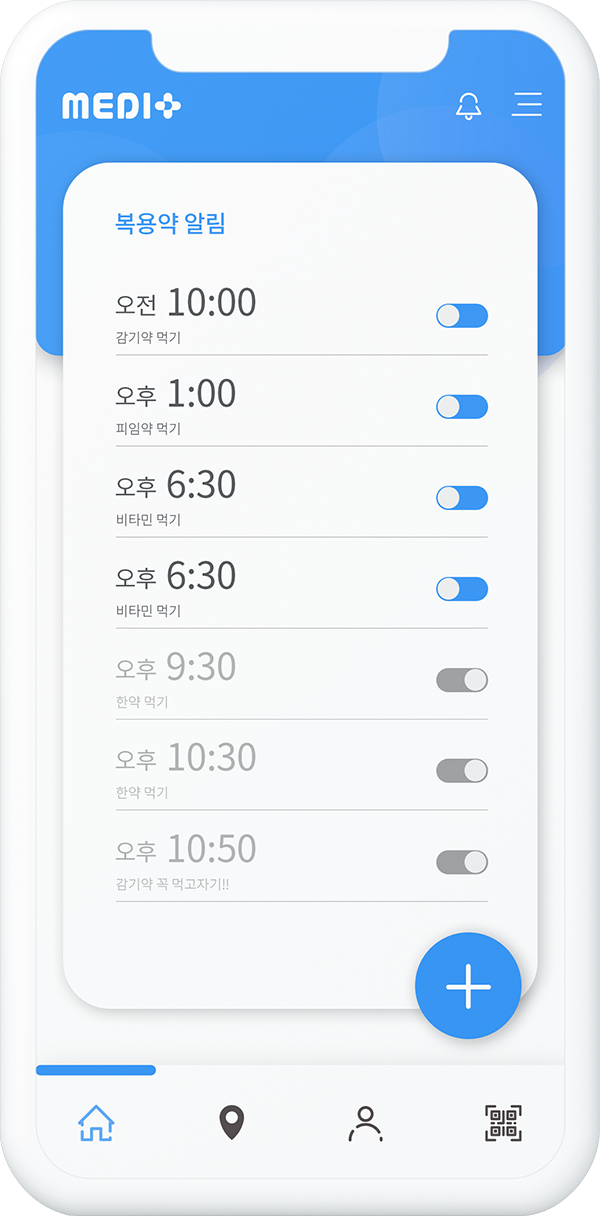 MEDI
복용약 알림
오전 10:00
감기약 먹기
오후 1:00
피임약 먹기
오후 6:30
비타민 먹기
오후 6:30
비타민 먹기
오후 9:30
한약 먹기
오후 10:30
한약 먹기
오후 10:50
감기약 꼭 먹고자기!!